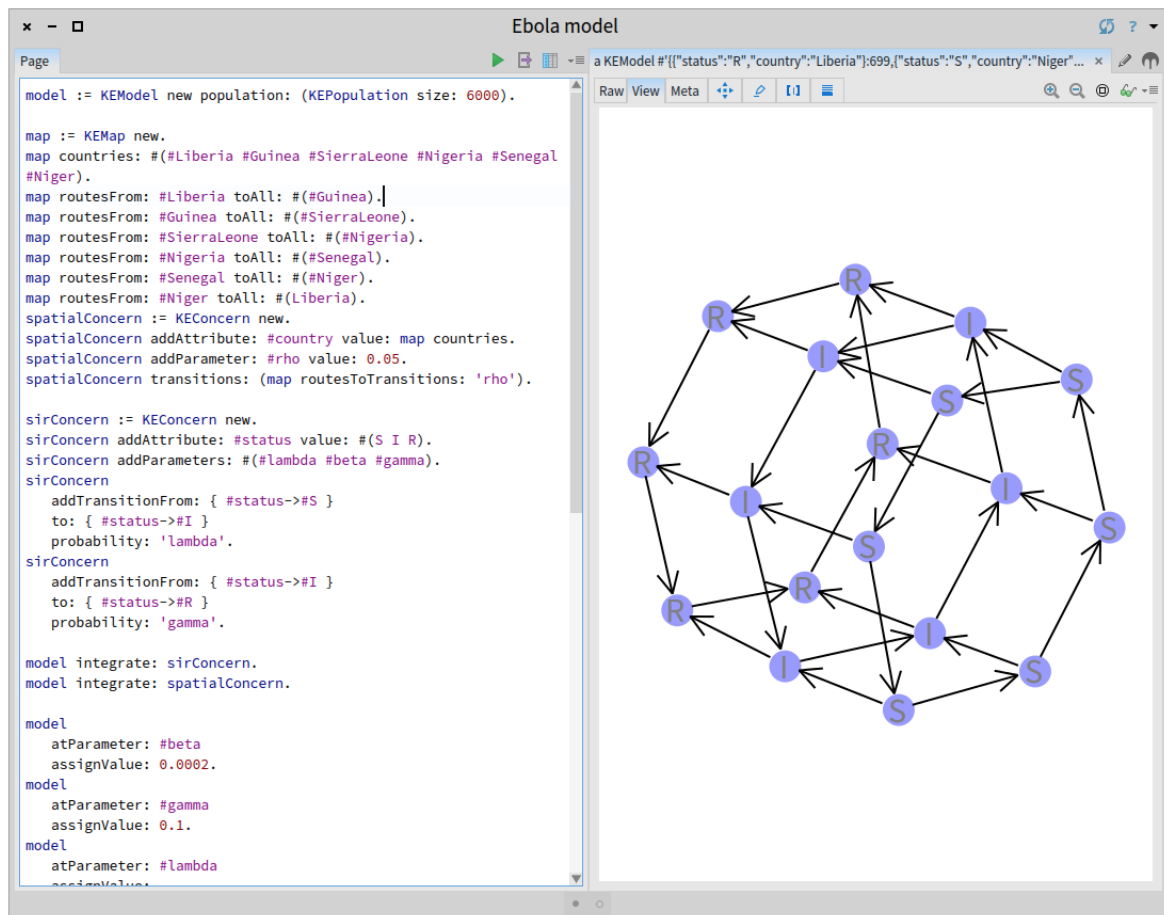 Ebola model
?
Page
a KEModel #'{{"status":"R","country":"Liberia"}:699,{"status":"S","country":"Niger"...
Raw View Meta
model := KEModel new population: (KEPopulation size: 6000).
map := KEMap new.
map countries: #(#Liberia #Guinea #SierraLeone #Nigeria #Senegal
#Niger).
map routesFrom: #Liberia toAll: #(#Guinea).
map routesFrom: #Guinea toAll: #(#SierraLeone).
map routesFrom: #SierraLeone toAll: #(#Nigeria).
map routesFrom: #Nigeria toAll: #(#Senegal).
map routesFrom: #Senegal toAll: #(#Niger).
map routesFrom: #Niger toAll: #(Liberia).
spatialConcern := KEConcern new.
spatialConcern addAttribute: #country value: map countries.
spatialConcern addParameter: #rho value: 0.05.
spatialConcern transitions: (map routesToTransitions: 'rho').
sirConcern := KEConcern new.
sirConcern addAttribute: #status value: #(S I R).
sirConcern addParameters: #(#lambda #beta #gamma).
sirConcern
addTransitionFrom: { #status->#S }
to: { #status->#I }
probability: 'lambda'.
sirConcern
addTransitionFrom: { #status->#I }
to: { #status->#R }
probability: 'gamma'.
model integrate: sirConcern.
model integrate: spatialConcern.
model
atParameter: #beta
assignValue: 0.0002.
model
atParameter: #gamma
assignValue: 0.1.
model
atParameter: #lambda
assignValue:
R
R
I
I
S
S
R
R
I
I
S
S
R
R
I
I
S
S